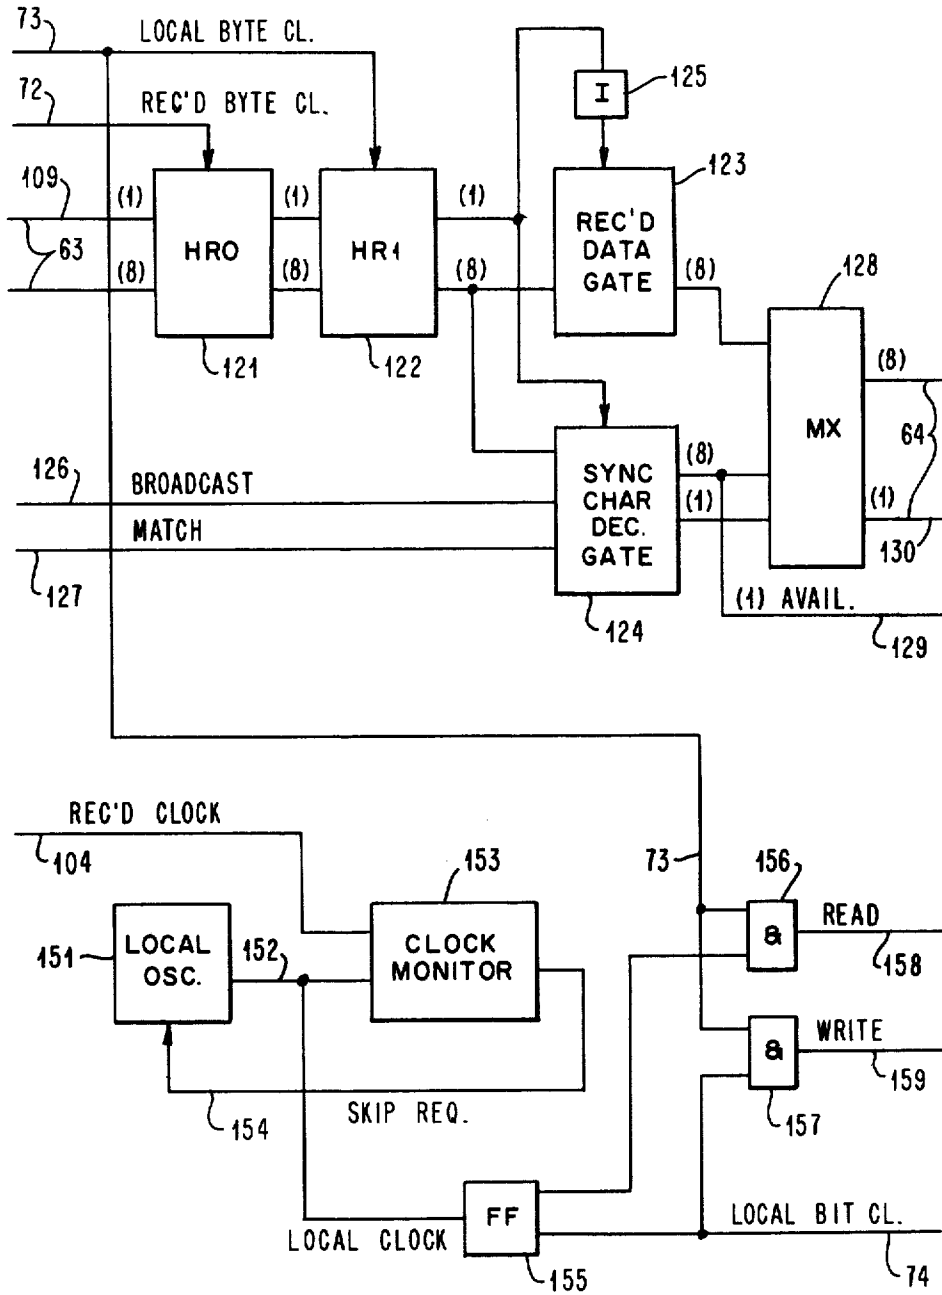 73
LOCAL BYTE CL.
72
REC'D BYTE CL.
I
125
109
63
(1)
(8)
HR0
121
(1)
(8)
HR1
122
(1)
(8)
REC'D
DATA
GATE
123
(8)
128
MX
(8)
64
(1)
130
126
BROADCAST
MATCH
127
SYNC
CHAR
DEC.
GATE
124
(8)
(1)
(1) AVAIL.
129
REC'D CLOCK
104
153
151
LOCAL
OSC.
152
CLOCK
MONITOR
154
SKIP REQ.
73
156
&
READ
158
&
WRITE
159
157
LOCAL CLOCK
FF
155
LOCAL BIT CL.
74